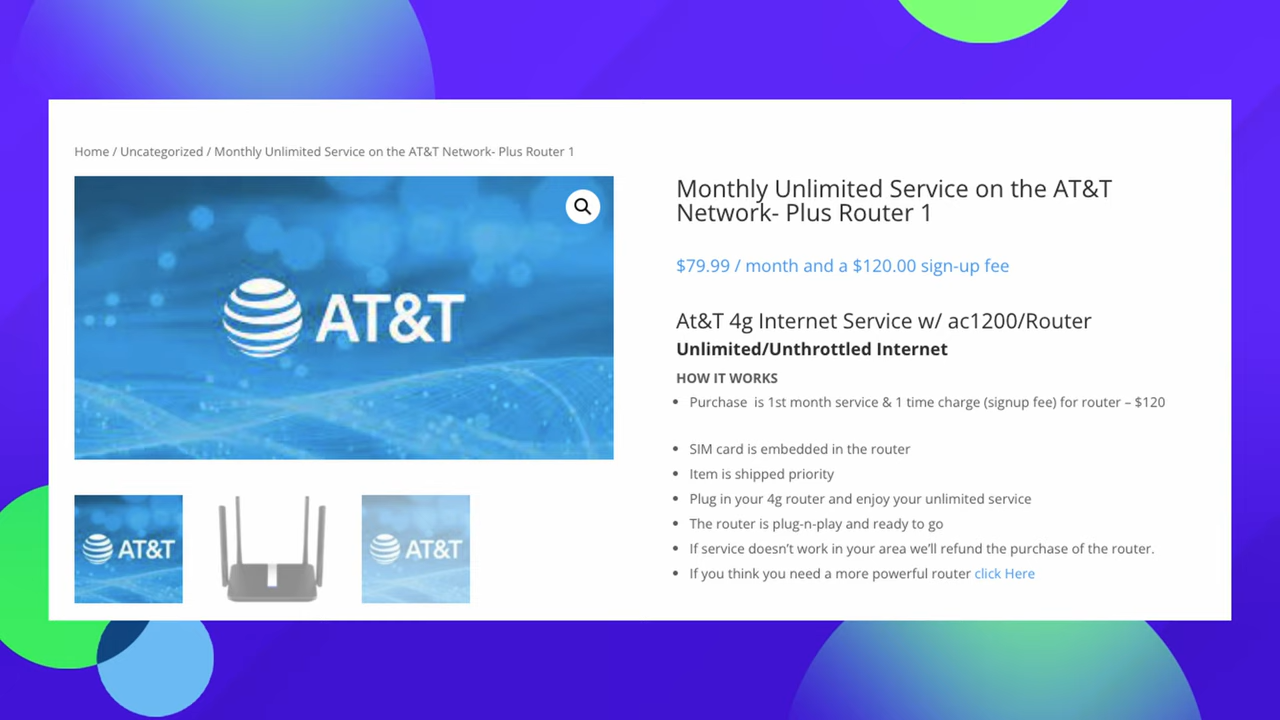 Home / Uncategorized / Monthly Unlimited Service on the AT&T Network- Plus Router 1
AT&T
AT&T
AT&T
Monthly Unlimited Service on the AT&T
Network- Plus Router 1
$79.99 / month and a $120.00 sign-up fee
At&T 4g Internet Service w/ ac1200/Router
Unlimited/Unthrottled Internet
HOW IT WORKS
• Purchase  is 1st month service & 1 time charge (signup fee) for router – $120
• SIM card is embedded in the router
• Item is shipped priority
• Plug in your 4g router and enjoy your unlimited service
• The router is plug-n-play and ready to go
• If service doesn’t work in your area we’ll refund the purchase of the router.
• If you think you need a more powerful router click Here